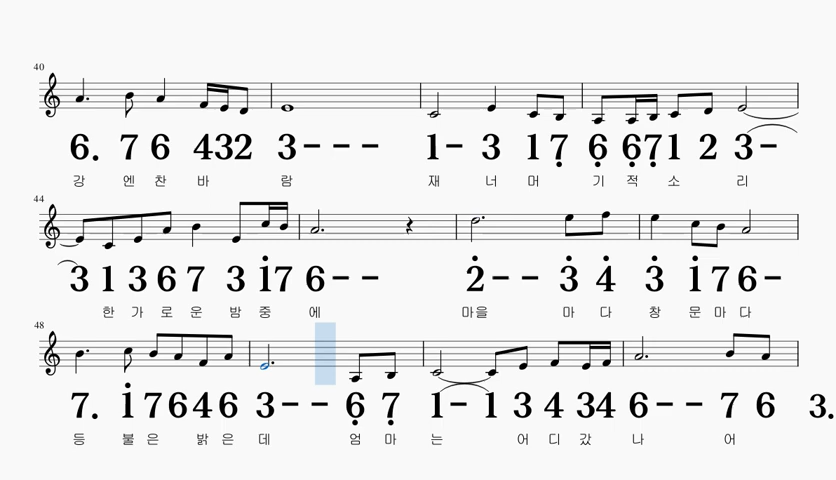 40
6. 7 6 432 3--- 1- 3 1 7̣ 6̣ 6̣7̣1 2 3-
강 엔 찬 바 람 재 너 머 기 적 소 리
44
3 1 3 6 7 3 1̇7 6-- 2̇-- 3̇ 4̇ 3̇ 1̇ 7 6-
한 가 로 운 밤 중 에 마을 마 다 창 문 마 다
48
7. 1̇ 7 6 4 6 3-- 6̣ 7̣ 1- 1 3 4 34 6-- 7 6 3.
등 불 은 밝 은 데 엄 마 는 어 디 갔 나 어